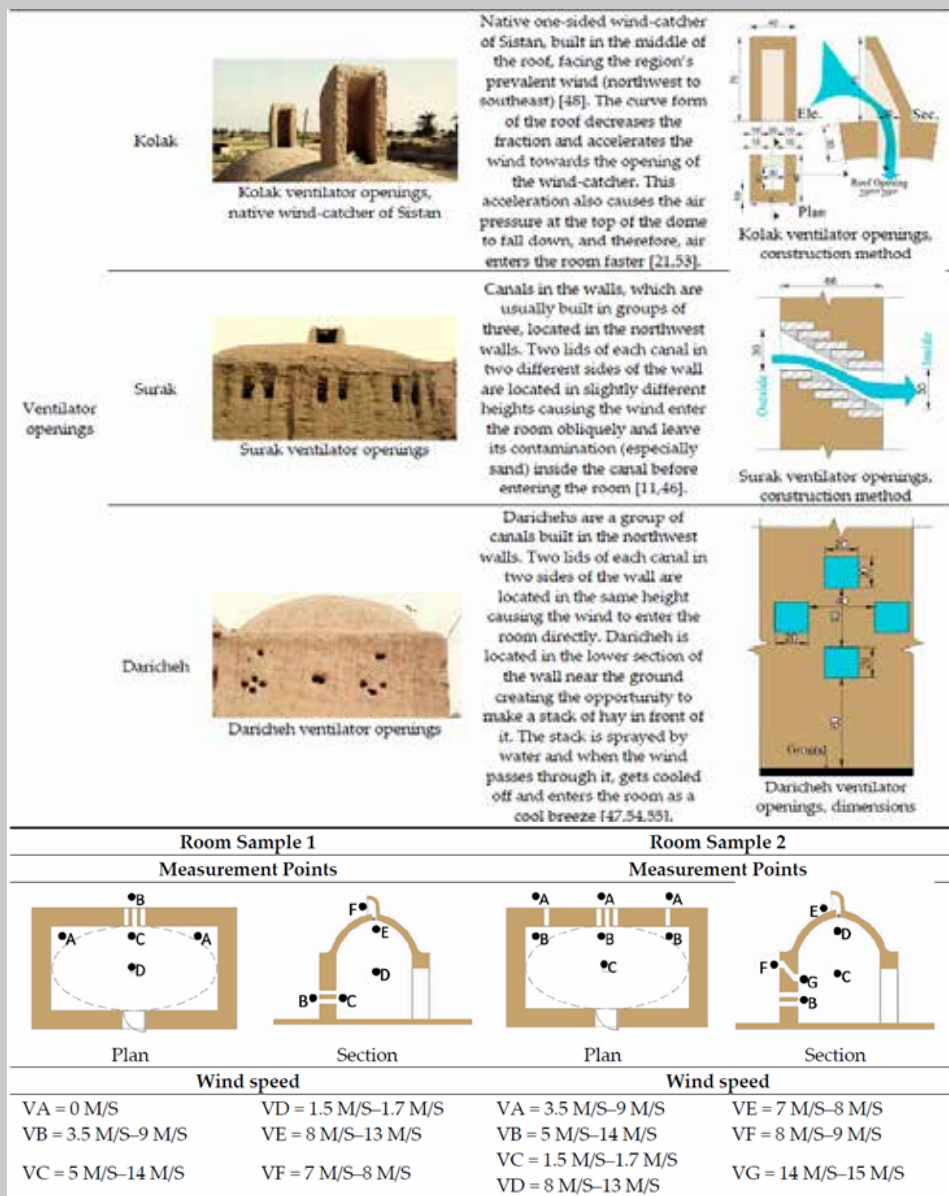 Ventilator
openings
Kolak
Kolak ventilator openings,
native wind-catcher of Sistan
Native one-sided wind-catcher
of Sistan, built in the middle of
the roof, facing the region's
prevalent wind (northwest to
southeast) [48]. The curve form
of the roof decreases the
fraction and accelerates the
wind towards the opening of
the wind-catcher. This
acceleration also causes the air
pressure at the top of the dome
to fall down, and therefore, air
enters the room faster [21,53].
Ele.
Sec.
Roof Opening
Plan
Kolak ventilator openings,
construction method
Surak
Surak ventilator openings
Canals in the walls, which are
usually built in groups of
three, located in the northwest
walls. Two lids of each canal in
two different sides of the wall
are located in slightly different
heights causing the wind enter
the room obliquely and leave
its contamination (especially
sand) inside the canal before
entering the room [11,46].
Outside
Inside
Surak ventilator openings,
construction method
Daricheh
Daricheh ventilator openings
Darichehs are a group of
canals built in the northwest
walls. Two lids of each canal in
two sides of the wall are
located in the same height
causing the wind to enter the
room directly. Daricheh is
located in the lower section of
the wall near the ground
creating the opportunity to
make a stack of hay in front of
it. The stack is sprayed by
water and when the wind
passes through it, gets cooled
off and enters the room as a
cool breeze [47,54,55].
20
Ground
Daricheh ventilator
openings, dimensions
Room Sample 1
Measurement Points
B
A C A
D
Plan
F
E
D
B C
Section
Wind speed
VA = 0 M/S VD = 1.5 M/S–1.7 M/S
VB = 3.5 M/S–9 M/S VE = 8 M/S–13 M/S
VC = 5 M/S–14 M/S VF = 7 M/S–8 M/S
Room Sample 2
Measurement Points
A A A
B B B
C
Plan
E
D
F C
G
B
Section
Wind speed
VA = 3.5 M/S–9 M/S VE = 7 M/S–8 M/S
VB = 5 M/S–14 M/S VF = 8 M/S–9 M/S
VC = 1.5 M/S–1.7 M/S VG = 14 M/S–15 M/S
VD = 8 M/S–13 M/S